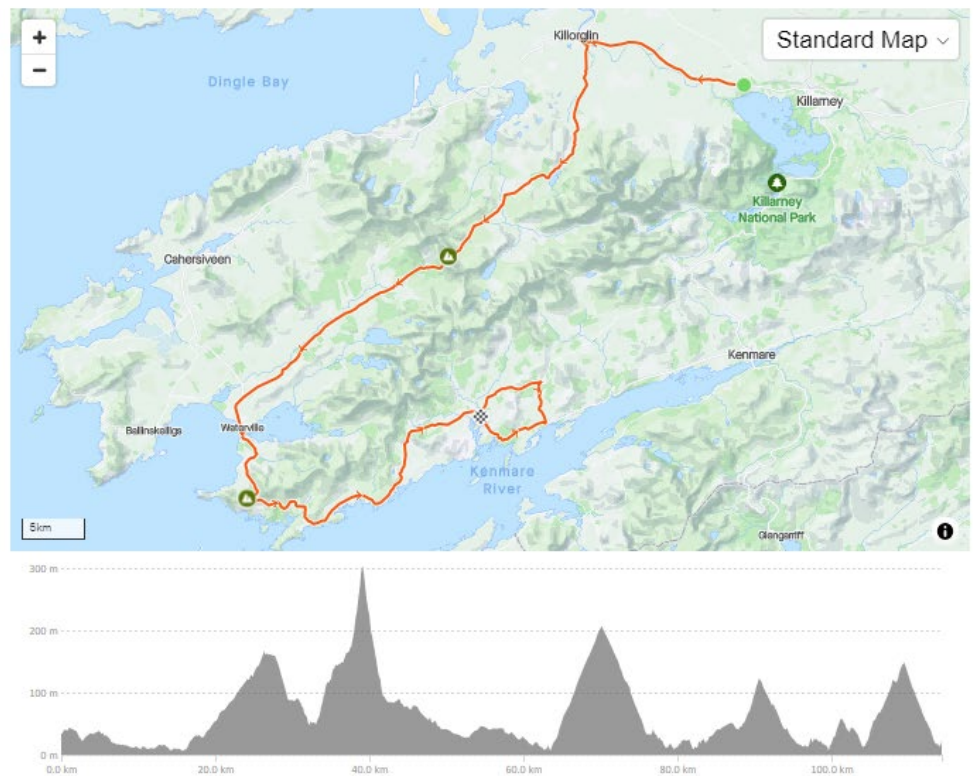 +
Standard Map
−
Killorglin
Dingle Bay
Killarney
Killarney
National Park
Cahersiveen
Kenmare
Ballinskelligs
Waterville
Kenmare
River
Glengarriff
5km
i
300 m
200 m
100 m
0 m
0.0 km
20.0 km
40.0 km
60.0 km
80.0 km
100.0 km